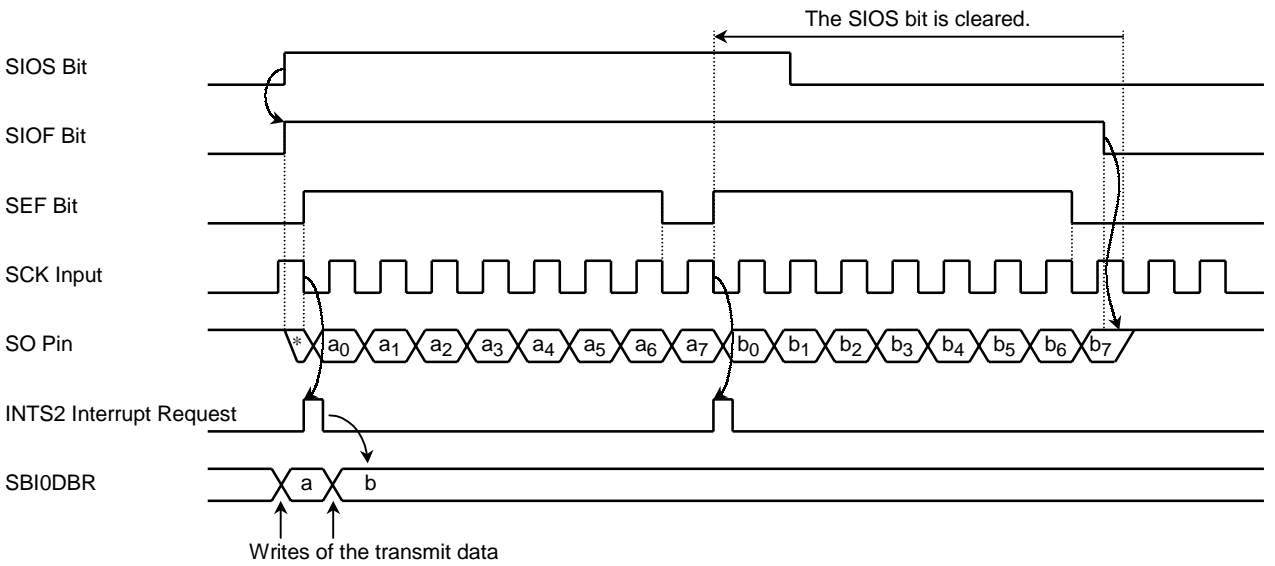 The SIOS bit is cleared.
SIOS Bit
SIOF Bit
SEF Bit
SCK Input
SO Pin
* a0 a1 a2 a3 a4 a5 a6 a7 b0 b1 b2 b3 b4 b5 b6 b7
INTS2 Interrupt Request
SBI0DBR
a b
Writes of the transmit data